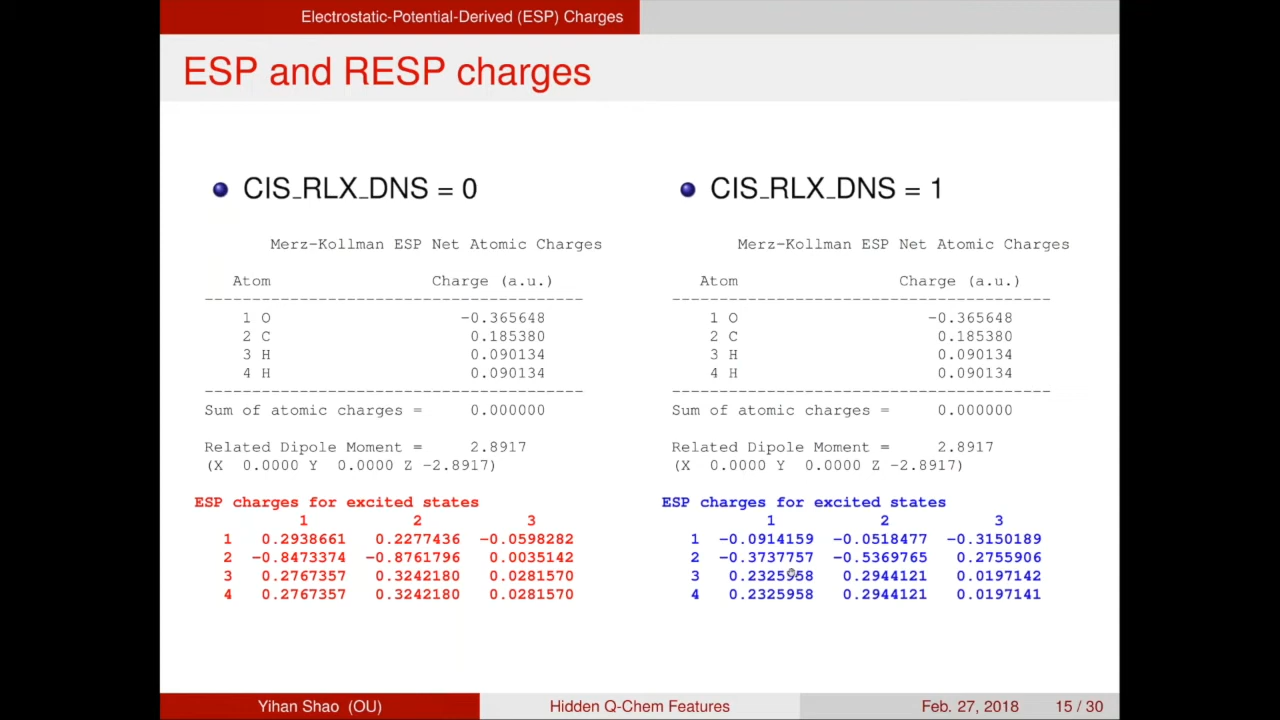 Electrostatic-Potential-Derived (ESP) Charges
ESP and RESP charges
CIS_RLX_DNS = 0
Merz-Kollman ESP Net Atomic Charges
Atom Charge (a.u.)
----------------------------------------
1 O -0.365648
2 C 0.185380
3 H 0.090134
4 H 0.090134
----------------------------------------
Sum of atomic charges = 0.000000
Related Dipole Moment = 2.8917
(X 0.0000 Y 0.0000 Z -2.8917)
ESP charges for excited states
1 2 3
1 0.2938661 0.2277436 -0.0598282
2 -0.8473374 -0.8761796 0.0035142
3 0.2767357 0.3242180 0.0281570
4 0.2767357 0.3242180 0.0281570
CIS_RLX_DNS = 1
Merz-Kollman ESP Net Atomic Charges
Atom Charge (a.u.)
----------------------------------------
1 O -0.365648
2 C 0.185380
3 H 0.090134
4 H 0.090134
----------------------------------------
Sum of atomic charges = 0.000000
Related Dipole Moment = 2.8917
(X 0.0000 Y 0.0000 Z -2.8917)
ESP charges for excited states
1 2 3
1 -0.0914159 -0.0518477 -0.3150189
2 -0.3737757 -0.5369765 0.2755906
3 0.2325958 0.2944121 0.0197142
4 0.2325958 0.2944121 0.0197141
Yihan Shao (OU) Hidden Q-Chem Features Feb. 27, 2018 15 / 30